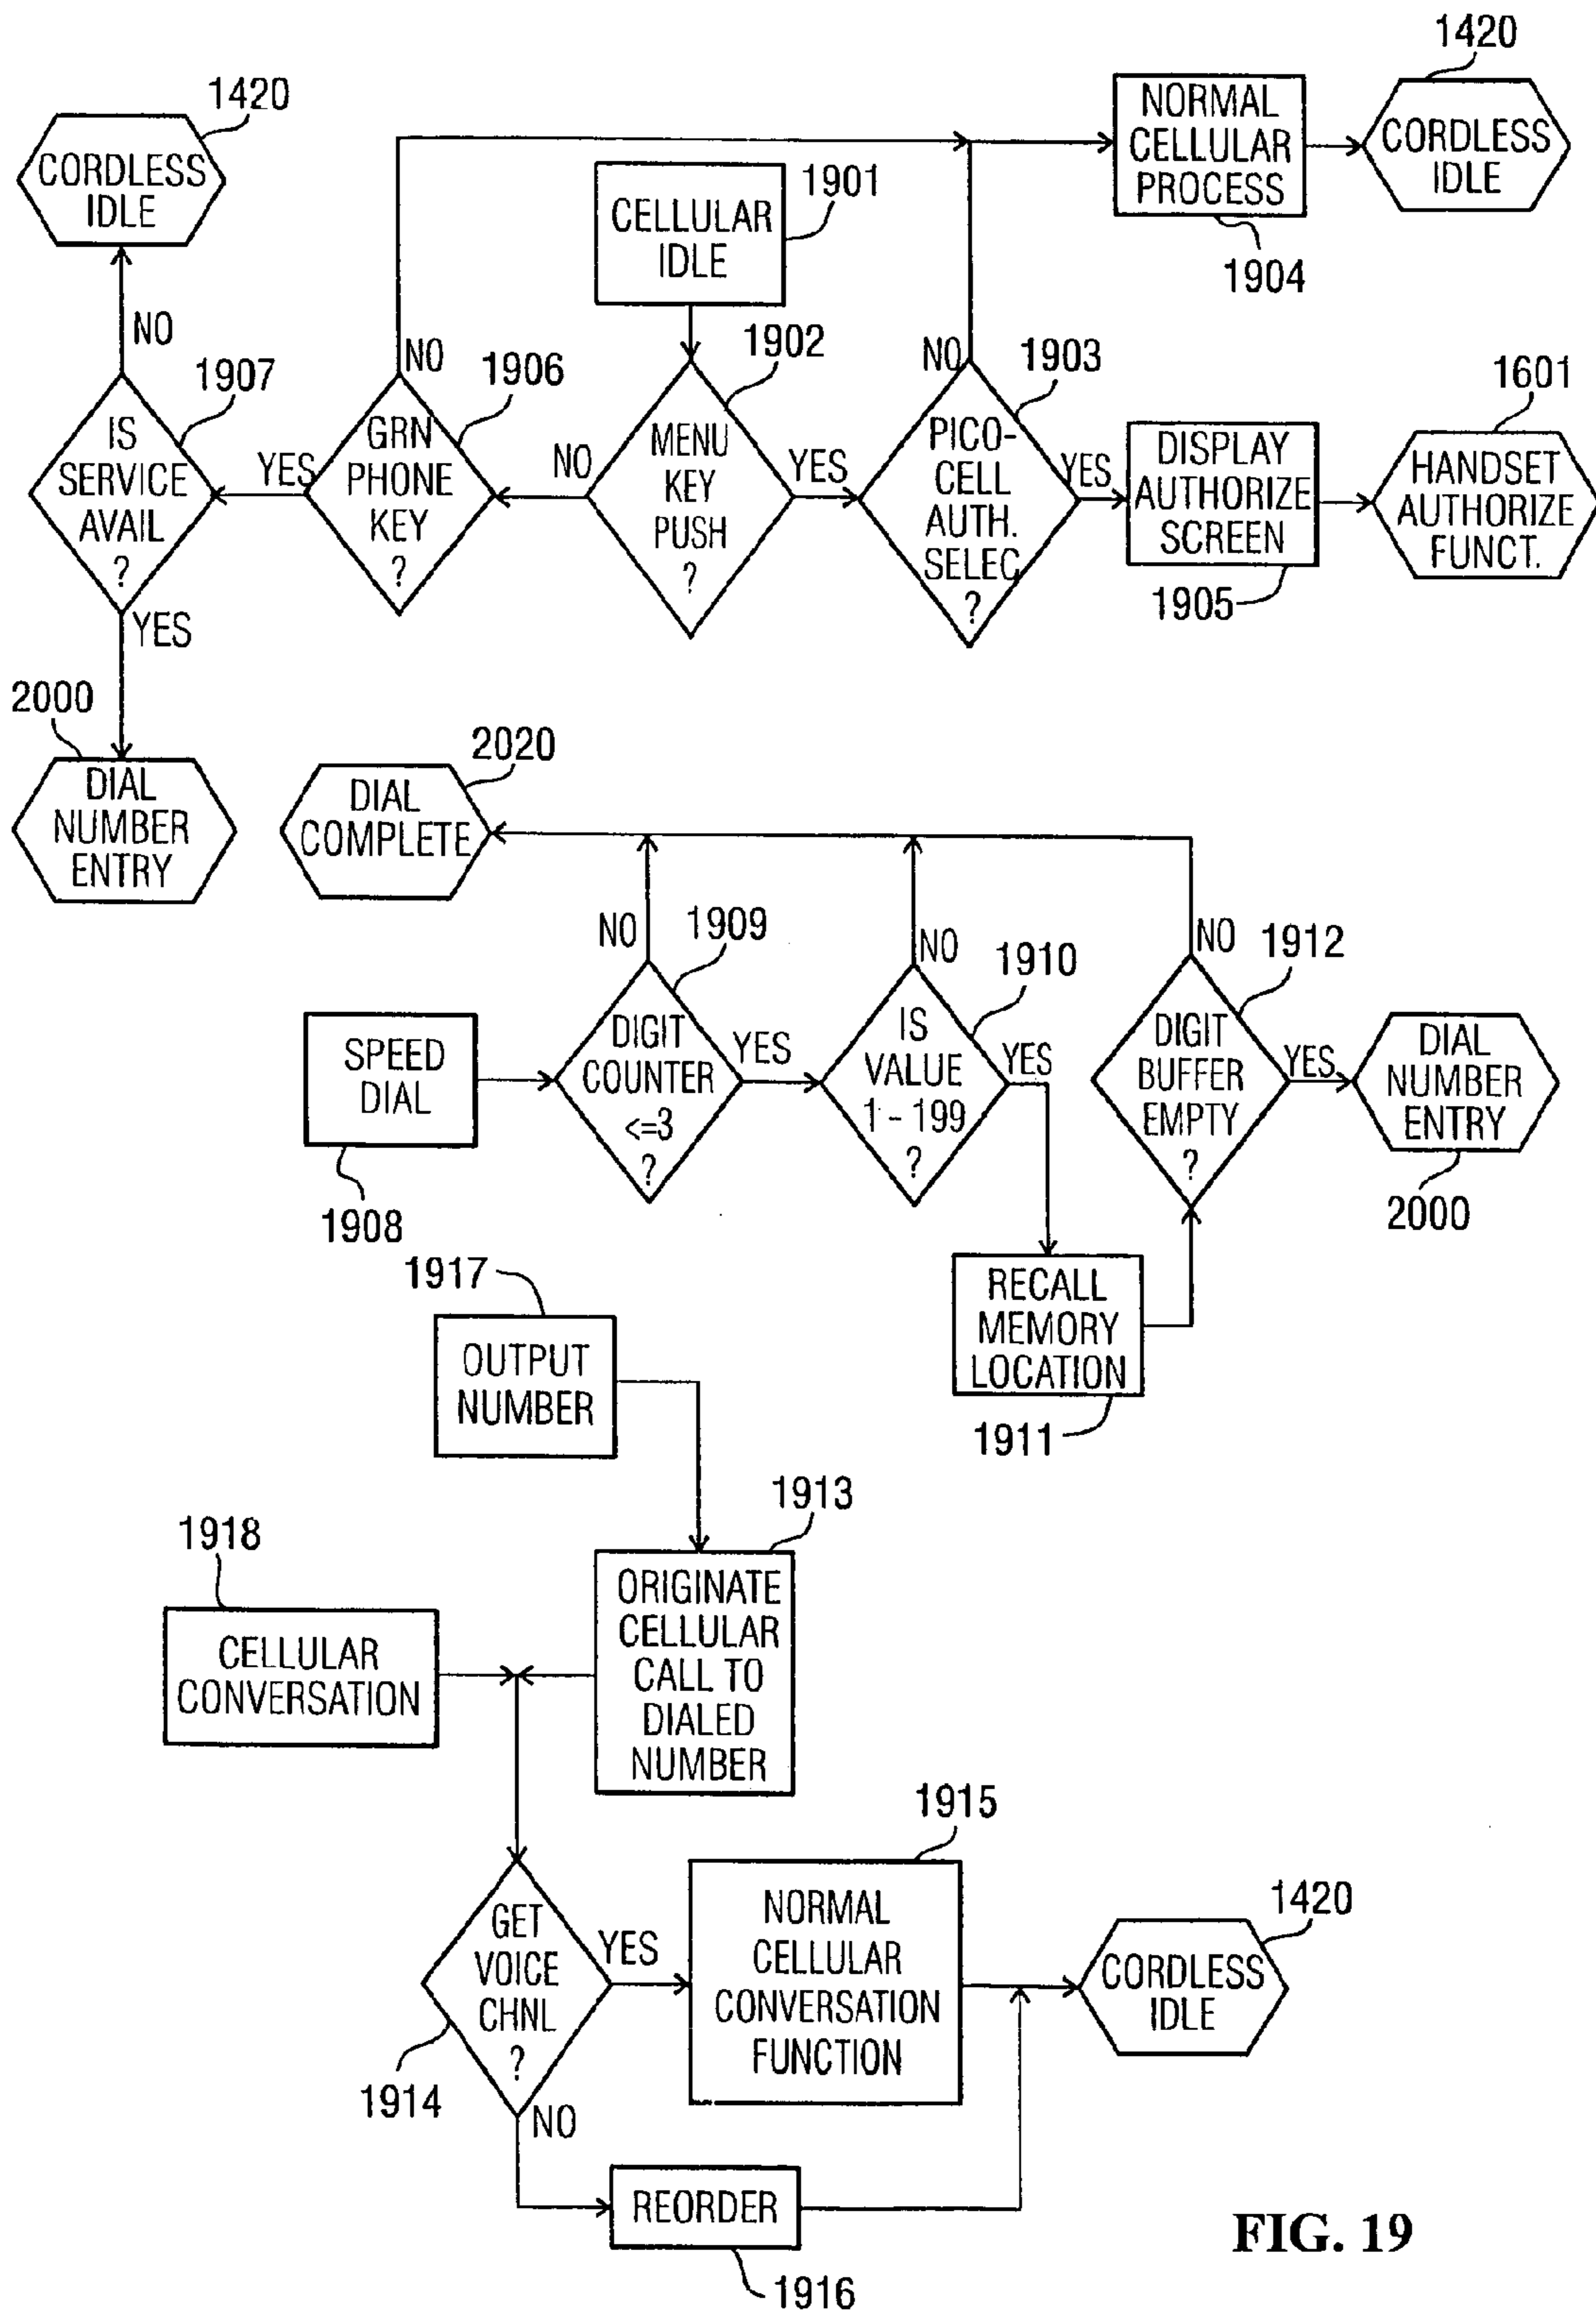 1420
CORDLESS
IDLE
NO
1907
IS
SERVICE
AVAIL
?
YES
2000
DIAL
NUMBER
ENTRY
YES
NO
1906
GRN
PHONE
KEY
?
NO
1901
CELLULAR
IDLE
1902
MENU
KEY
PUSH
?
YES
NO
1903
PICO-
CELL
AUTH.
SELEC
?
YES
NORMAL
CELLULAR
PROCESS
1904
1420
CORDLESS
IDLE
DISPLAY
AUTHORIZE
SCREEN
1905
1601
HANDSET
AUTHORIZE
FUNCT.
2020
DIAL
COMPLETE
SPEED
DIAL
1908
NO
1909
DIGIT
COUNTER
<=3
?
YES
NO
1910
IS
VALUE
1 - 199
?
YES
RECALL
MEMORY
LOCATION
1911
NO
1912
DIGIT
BUFFER
EMPTY
?
YES
DIAL
NUMBER
ENTRY
2000
1917
OUTPUT
NUMBER
1913
ORIGINATE
CELLULAR
CALL TO
DIALED
NUMBER
1918
CELLULAR
CONVERSATION
GET
VOICE
CHNL
?
1914
YES
NO
1915
NORMAL
CELLULAR
CONVERSATION
FUNCTION
1420
CORDLESS
IDLE
REORDER
1916
FIG. 19